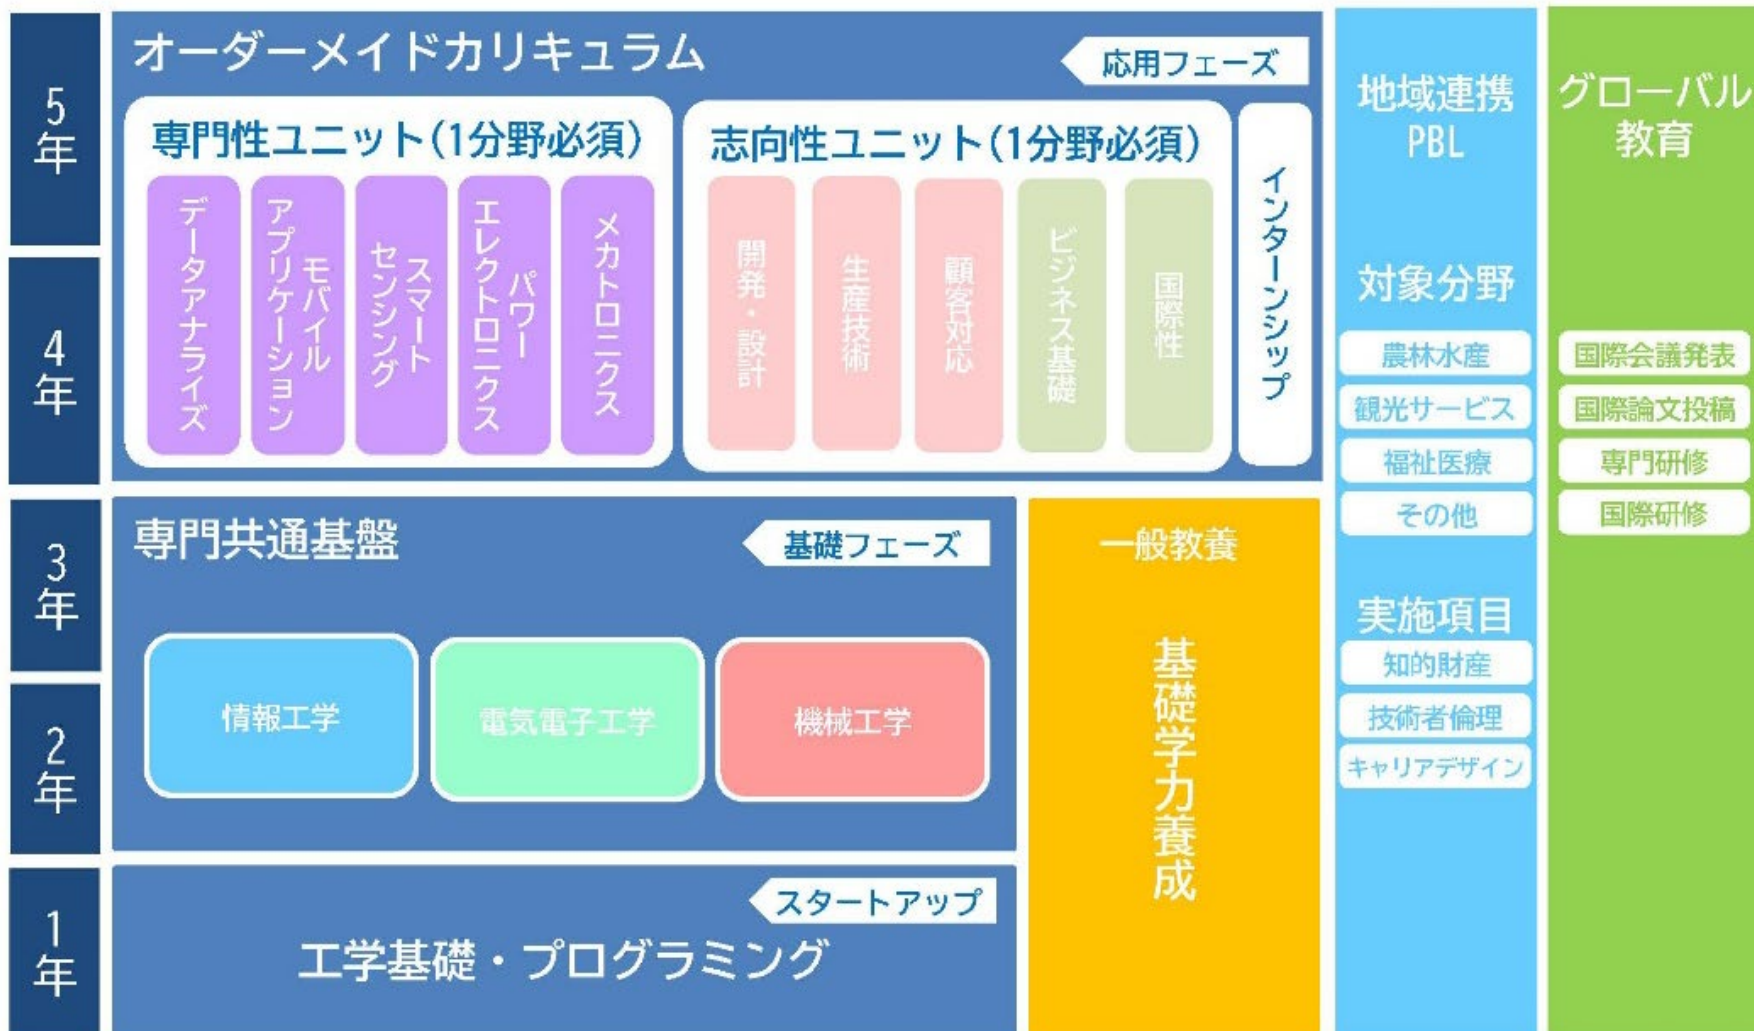 5年
4年
3年
2年
1年
オーダーメイドカリキュラム
応用フェーズ
専門性ユニット(1分野必須)
データアナライズ
モバイル
アプリケーション
スマート
センシング
パワー
エレクトロニクス
メカトロニクス
志向性ユニット(1分野必須)
開発・設計
生産技術
顧客対応
ビジネス基礎
国際性
インターンシップ
専門共通基盤
基礎フェーズ
情報工学
電気電子工学
機械工学
スタートアップ
工学基礎・プログラミング
一般教養
基礎学力養成
地域連携
PBL
対象分野
農林水産
観光サービス
福祉医療
その他
実施項目
知的財産
技術者倫理
キャリアデザイン
グローバル
教育
国際会議発表
国際論文投稿
専門研修
国際研修